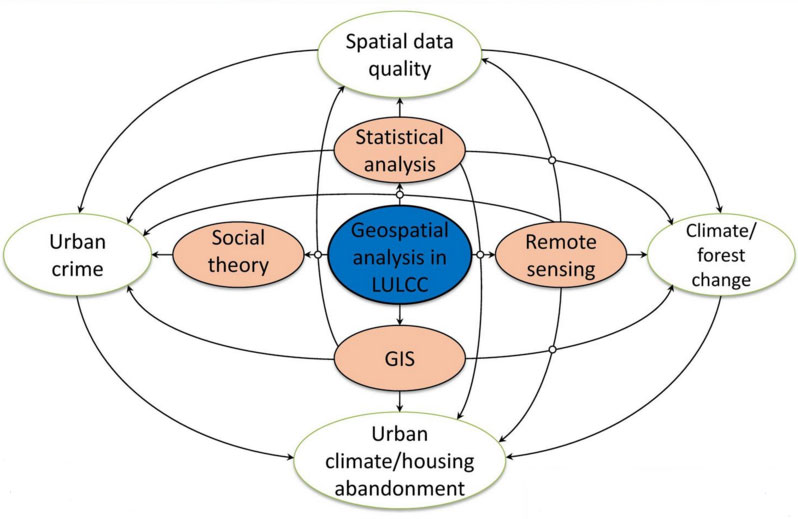 Spatial data
quality
Statistical
analysis
Urban
crime
Social
theory
Geospatial
analysis in
LULCC
Remote
sensing
Climate/
forest
change
GIS
Urban
climate/housing
abandonment